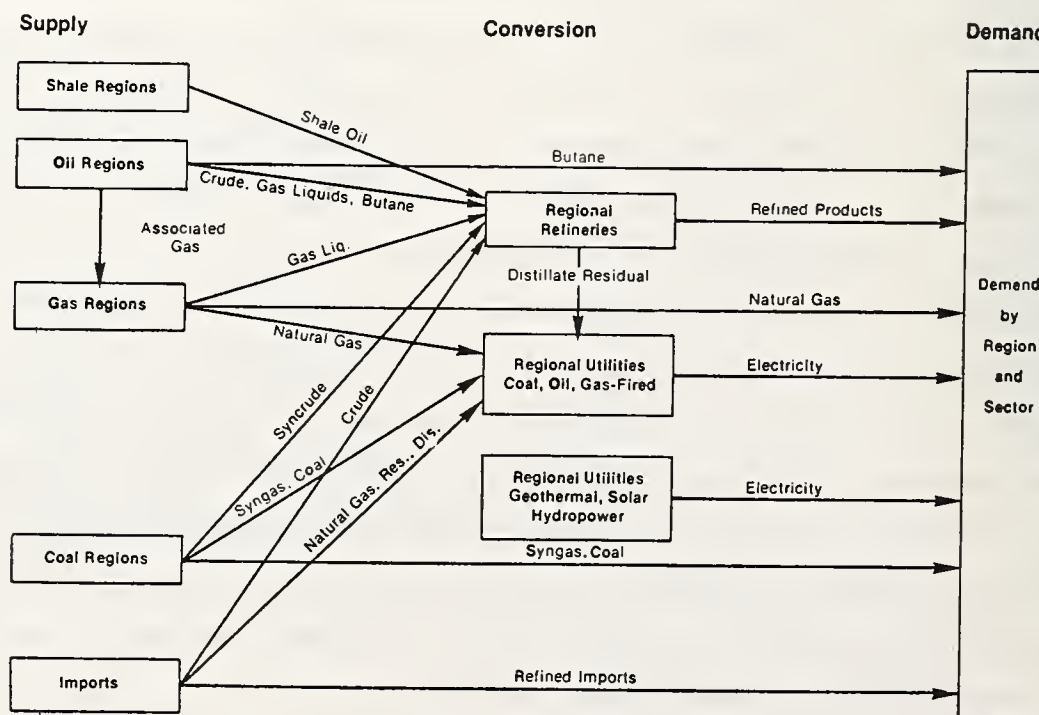 Supply
Conversion
Demand
Shale Regions
Shale Oil
Oil Regions
Butane
Crude, Gas Liquids, Butane
Regional
Refineries
Refined Products
Associated
Gas
Gas Liq.
Distillate Residual
Gas Regions
Natural Gas
Natural Gas
Demand
by
Region
and
Sector
Regional Utilities
Coal, Oil, Gas-Fired
Electricity
Syncrude
Crude
Syngas. Coal
Natural Gas. Res., Dis.
Regional Utilities
Geothermal, Solar
Hydropower
Electricity
Coal Regions
Syngas.Coal
Imports
Refined Imports